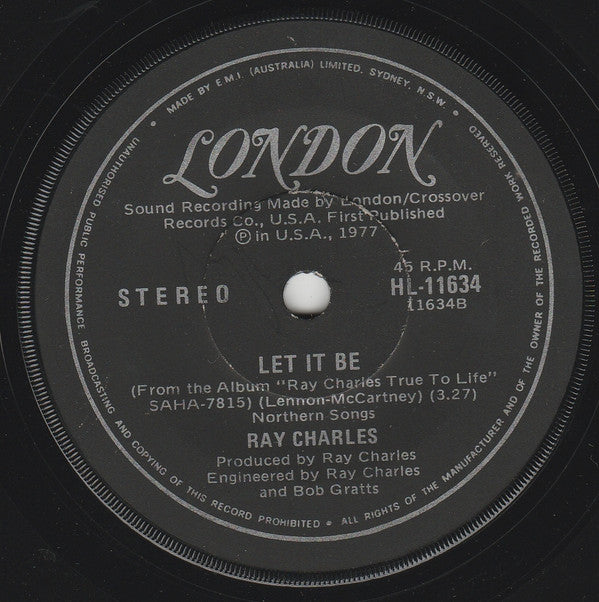 • MADE BY E.M.I. (AUSTRALIA) LIMITED. SYDNEY, N.S.W. •
UNAUTHORISED PUBLIC PERFORMANCE BROADCASTING AND COPYING OF THIS RECORD PROHIBITED • ALL RIGHTS OF THE MANUFACTURER AND OF THE OWNER OF THE RECORDED WORK RESERVED
LONDON
Sound Recording Made by London/Crossover
Records Co., U.S.A. First Published
Ⓟ in U.S.A., 1977
45 R.P.M.
STEREO HL-11634
11634B
LET IT BE
(From the Album "Ray Charles True To Life"
SAHA-7815) (Lennon-McCartney) (3.27)
Northern Songs
RAY CHARLES
Produced by Ray Charles
Engineered by Ray Charles
and Bob Gratts